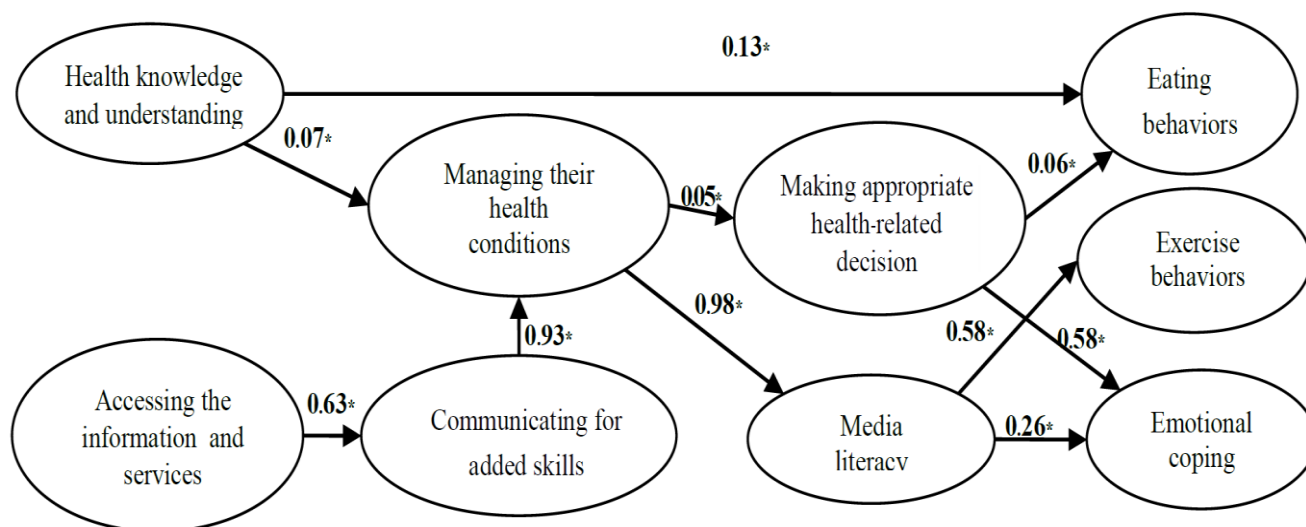 0.13*
Health knowledge
and understanding
Eating
behaviors
0.07*
Managing their
health
conditions
0.05*
Making appropriate
health-related
decision
0.06*
Exercise
behaviors
0.98*
0.58*
0.58*
0.93*
Accessing the
information and
services
0.63*
Communicating for
added skills
Media
literacy
0.26*
Emotional
coping